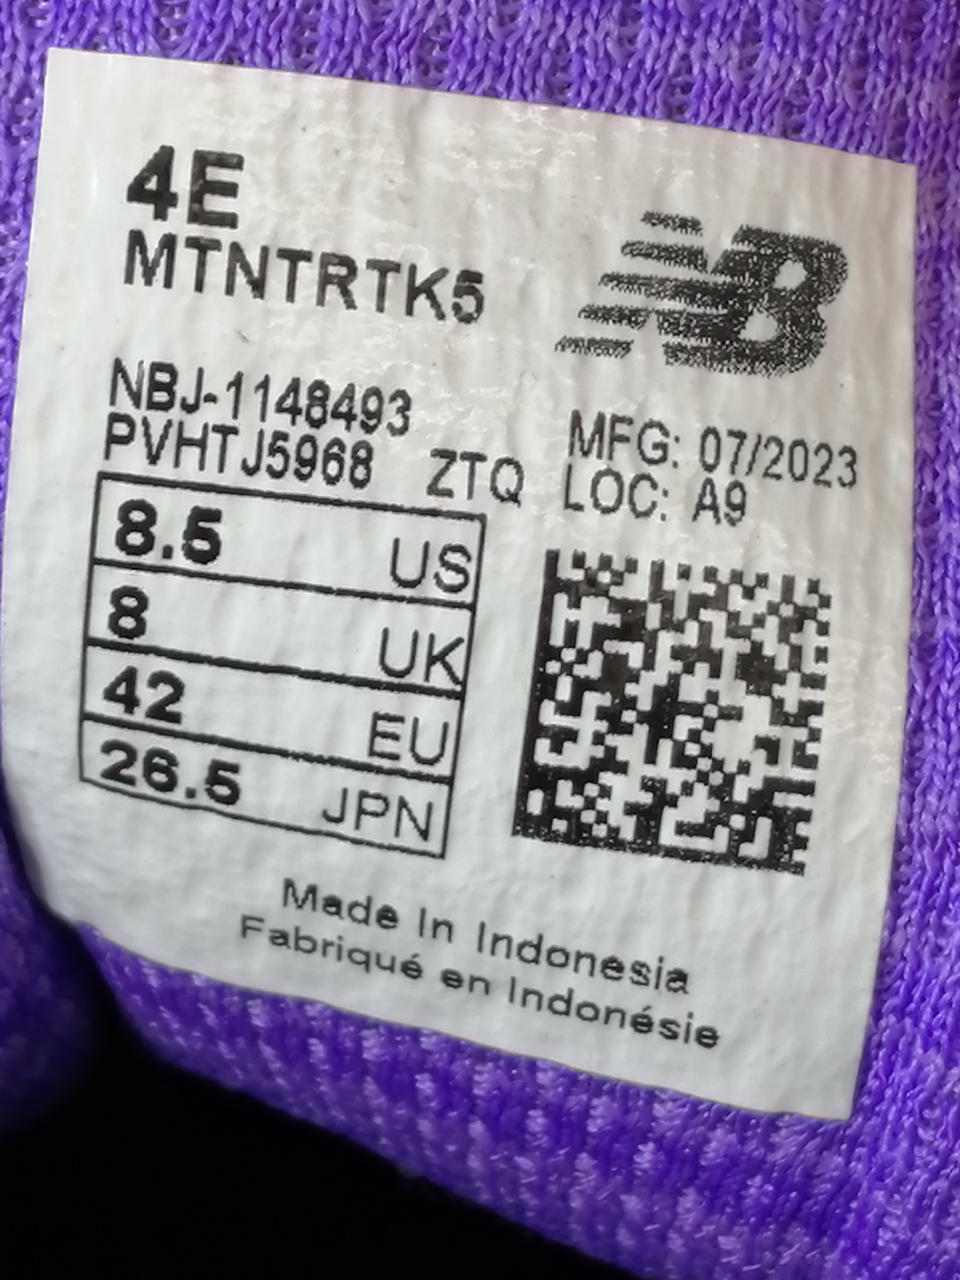 4E
MTNTRTK5
NB
NBJ-1148493
PVHTJ5968 ZTQ
MFG: 07/2023
LOC: A9
8.5 US
8 UK
42 EU
26.5 JPN
Made In Indonesia
Fabriqué en Indonésie